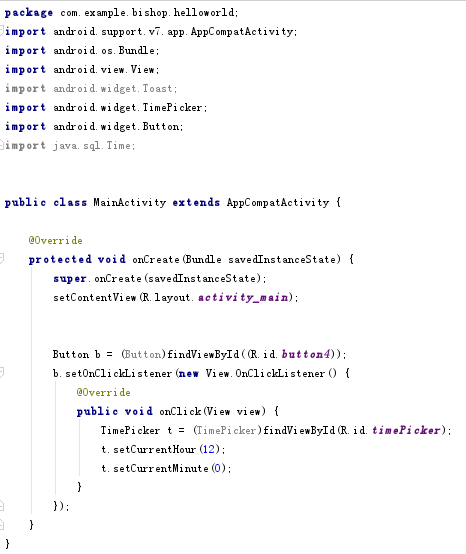 package com.example.bishop.helloworld;
import android.support.v7.app.AppCompatActivity;
import android.os.Bundle;
import android.view.View;
import android.widget.Toast;
import android.widget.TimePicker;
import android.widget.Button;
import java.sql.Time;
public class MainActivity extends AppCompatActivity {
@Override
protected void onCreate(Bundle savedInstanceState) {
super.onCreate(savedInstanceState);
setContentView(R.layout.activity_main);
Button b = (Button)findViewById((R.id.button4));
b.setOnClickListener(new View.OnClickListener() {
@Override
public void onClick(View view) {
TimePicker t = (TimePicker)findViewById(R.id.timePicker);
t.setCurrentHour(12);
t.setCurrentMinute(0);
}
});
}
}